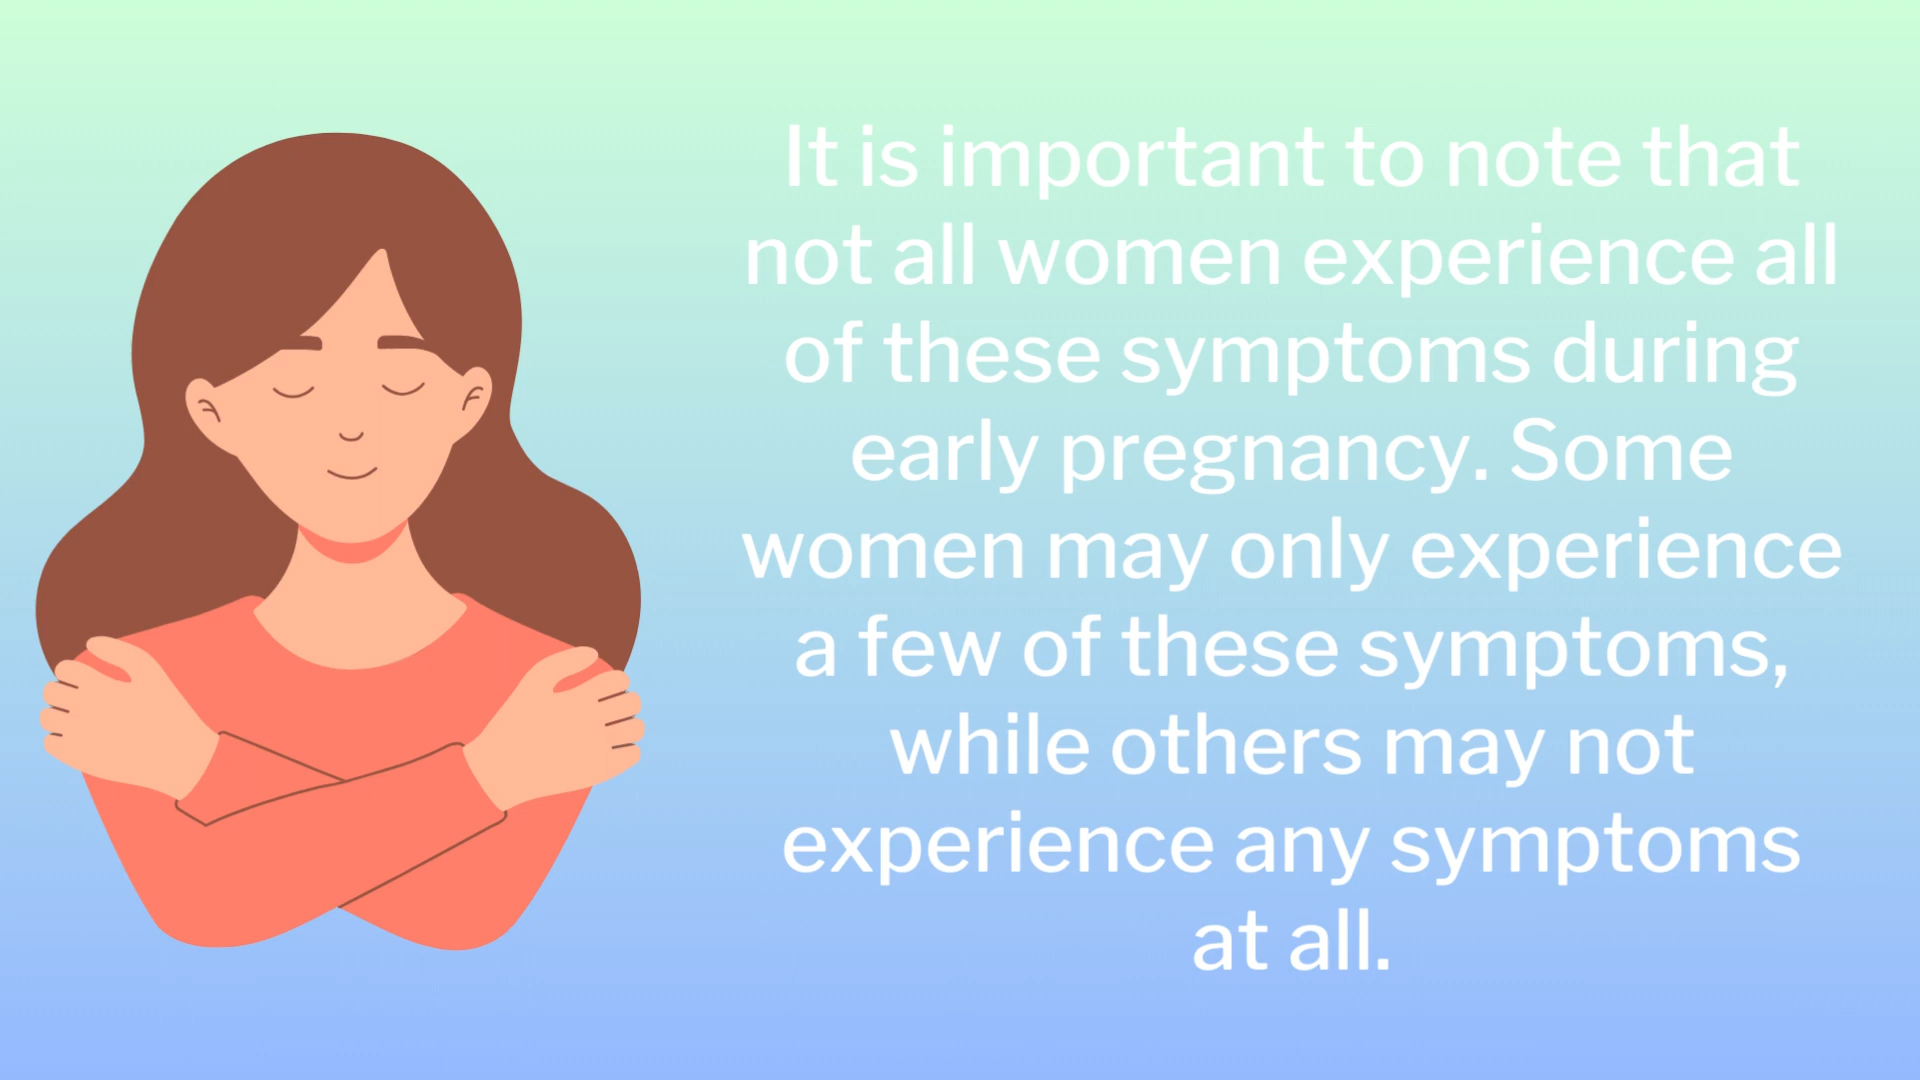 It is important to note that
not all women experience all
of these symptoms during
early pregnancy. Some
women may only experience
a few of these symptoms,
while others may not
experience any symptoms
at all.